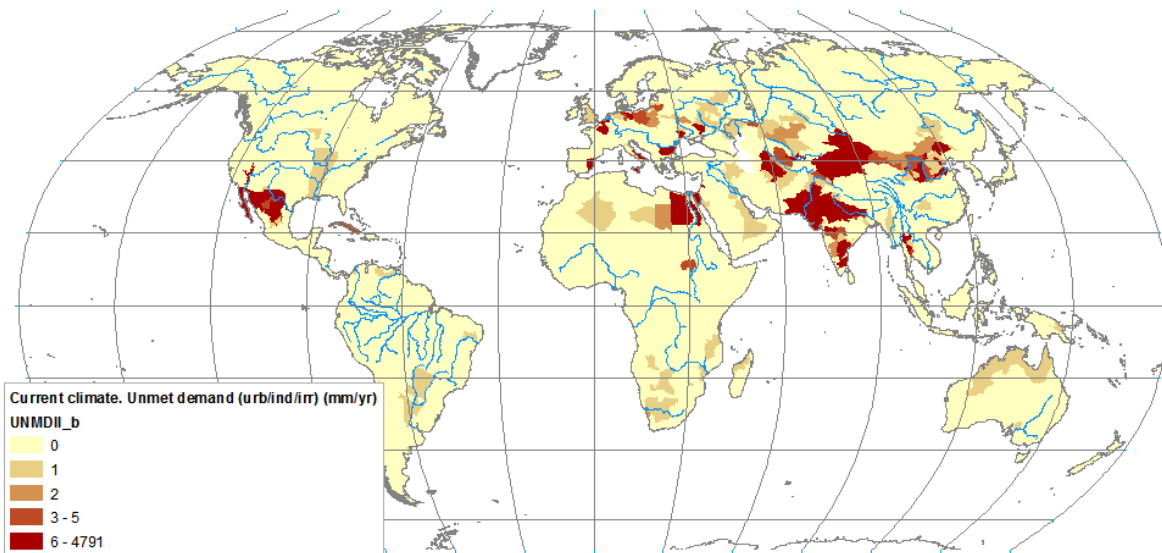 Current climate. Unmet demand (urb/ind/irr) (mm/yr)
UNMDII_b
0
1
2
3 - 5
6 - 4791